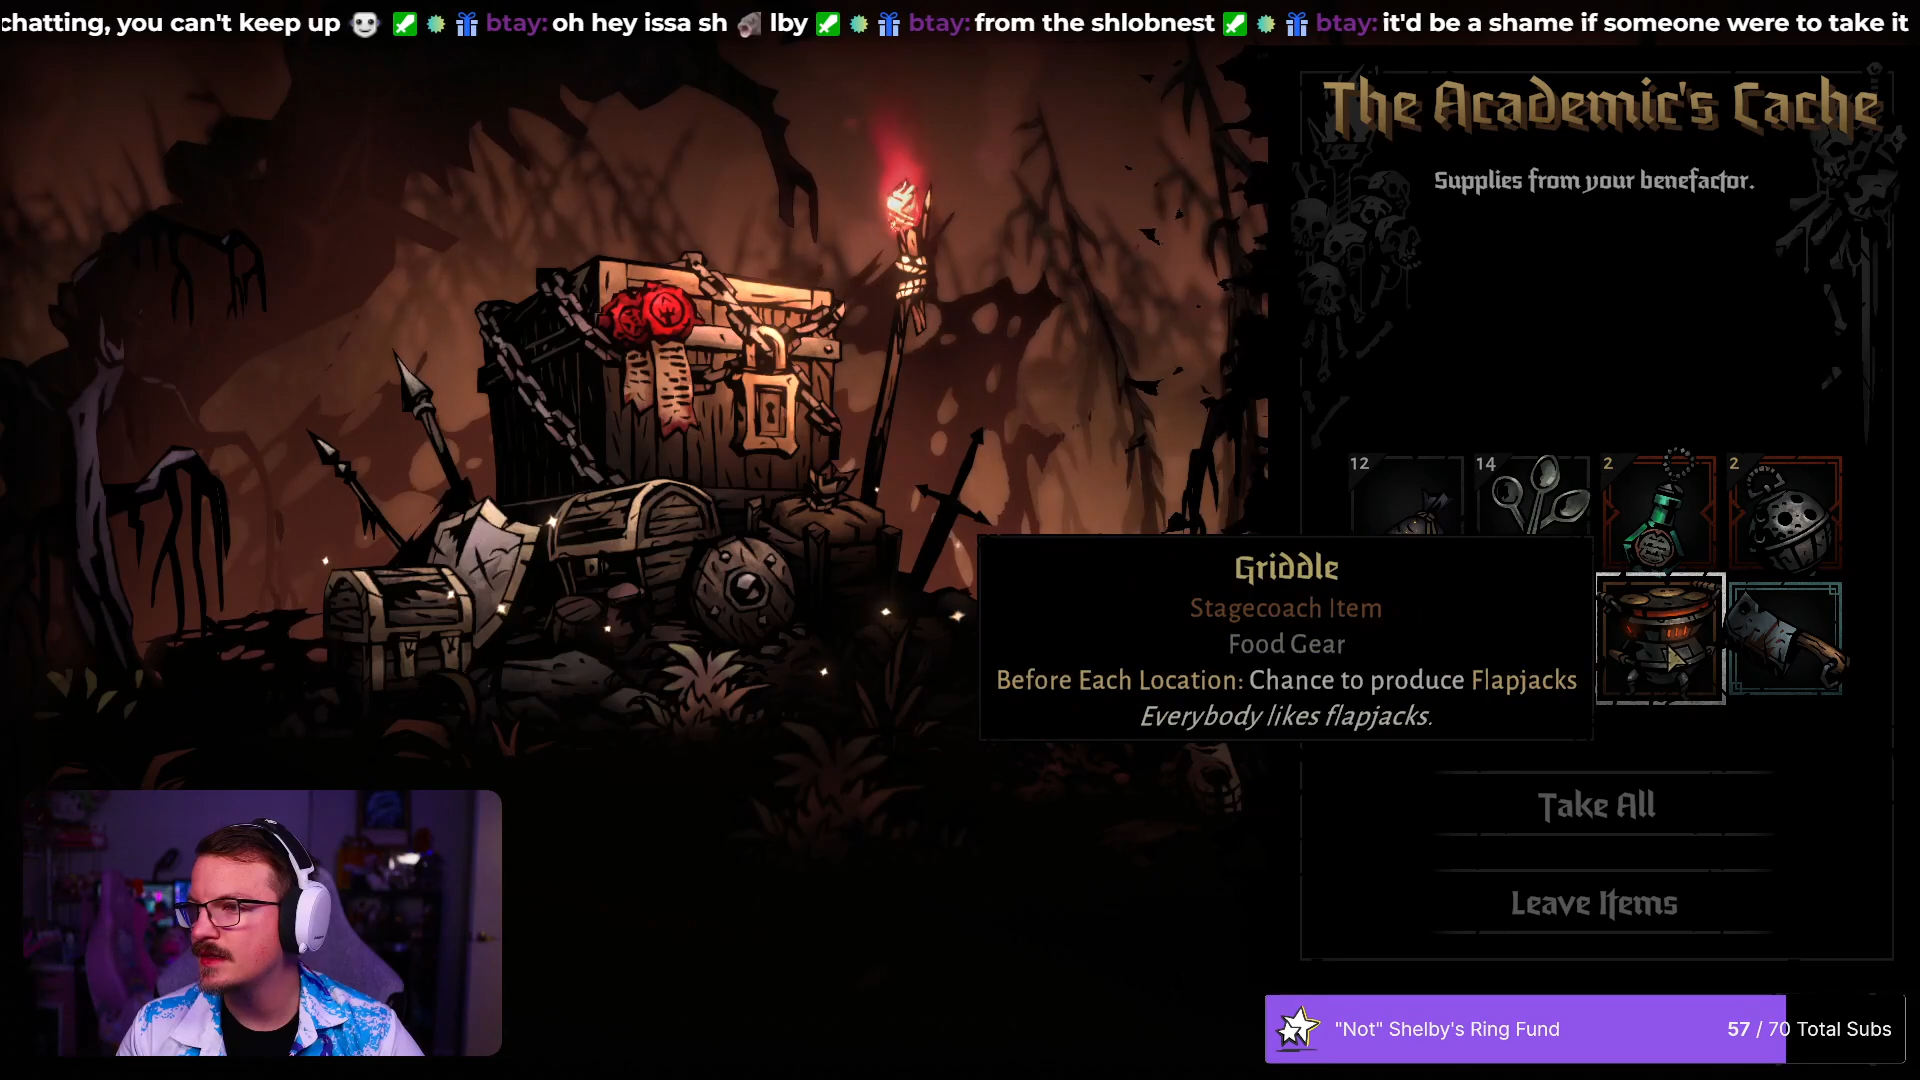 chatting, you can't keep up btay: oh hey issa sh lby btay: from the shlobnest btay: it'd be a shame if someone were to take it
The Academic's Cache
Supplies from your benefactor.
12 14 2 2
Griddle
Stagecoach Item
Food Gear
Before Each Location: Chance to produce Flapjacks
Everybody likes flapjacks.
Take All
Leave Items
"Not" Shelby's Ring Fund 57 / 70 Total Subs